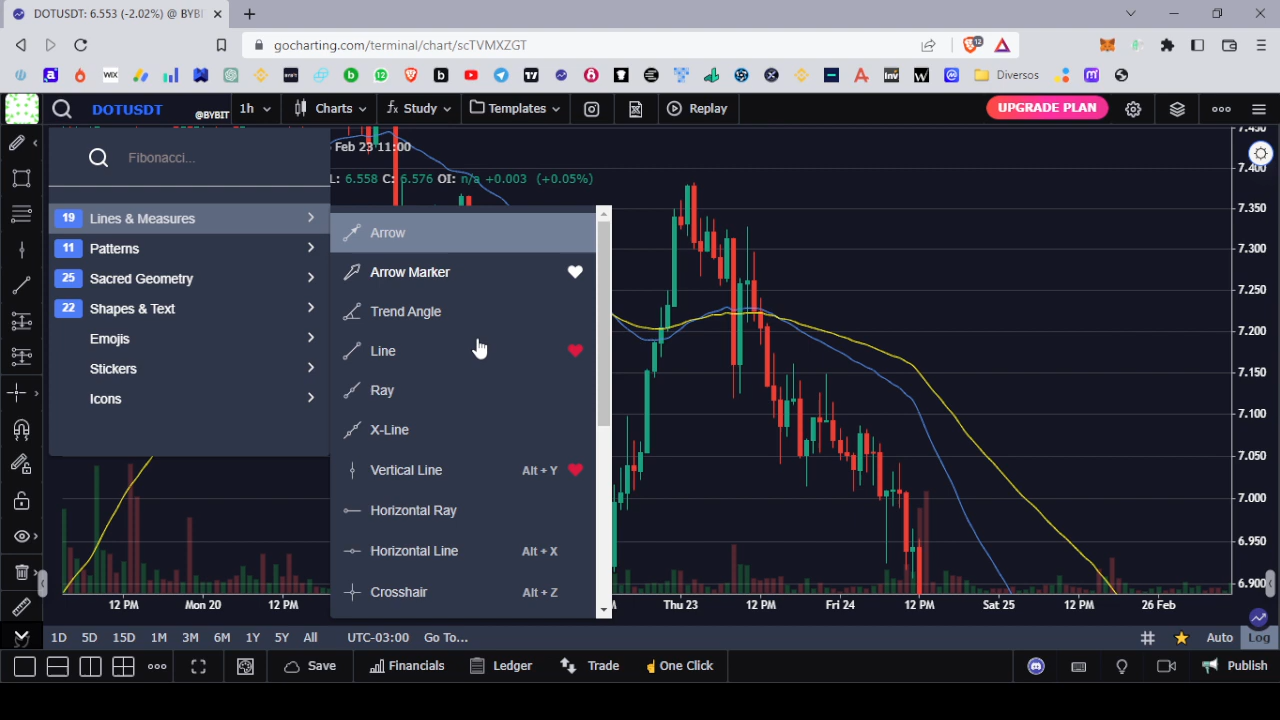 DOTUSDT: 6.553 (-2.02%) @ BYBI
gocharting.com/terminal/chart/scTVMXZGT
12
WIX
Inv
W
Diversos
DOTUSDT
@BYBIT
1h
Charts
fx Study
Templates
Replay
UPGRADE PLAN
Feb 23 11:00
L: 6.558 C: 6.576 OI: n/a +0.003 (+0.05%)
Fibonacci...
19 Lines & Measures
11 Patterns
25 Sacred Geometry
22 Shapes & Text
Emojis
Stickers
Icons
Arrow
Arrow Marker
Trend Angle
Line
Ray
X-Line
Vertical Line Alt + Y
Horizontal Ray
Horizontal Line Alt + X
Crosshair Alt + Z
7.450
7.400
7.350
7.300
7.250
7.200
7.150
7.100
7.050
7.000
6.950
6.900
12 PM Mon 20 12 PM Thu 23 12 PM Fri 24 12 PM Sat 25 12 PM 26 Feb
1D 5D 15D 1M 3M 6M 1Y 5Y All UTC-03:00 Go To... Auto Log
Save Financials Ledger Trade One Click Publish